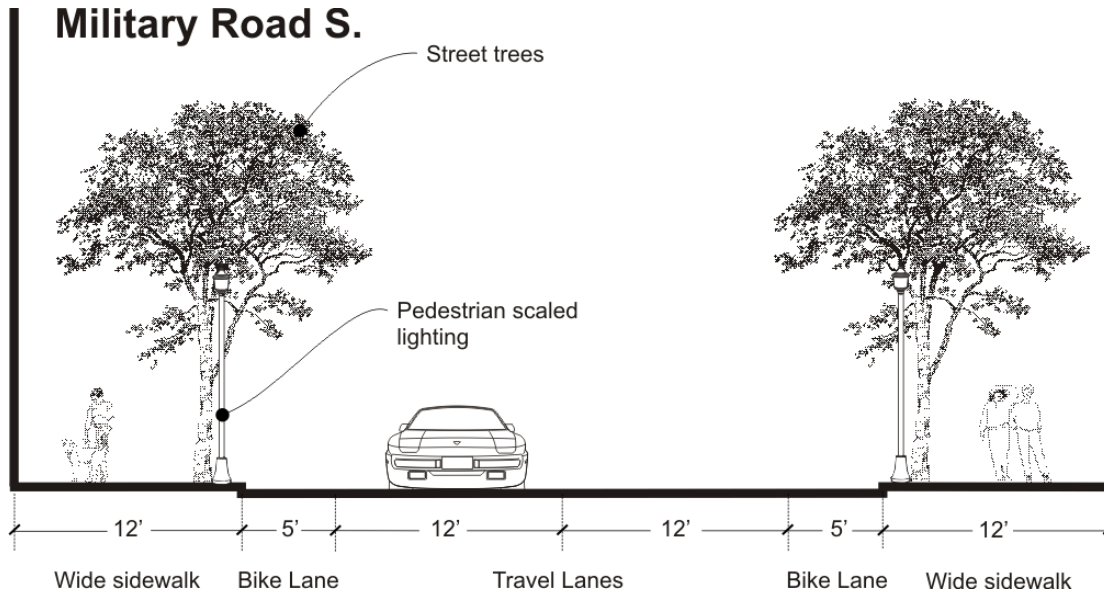 Military Road S.
Street trees
Pedestrian scaled
lighting
12’ 5’ 12’ 12’ 5’ 12’
Wide sidewalk Bike Lane Travel Lanes Bike Lane Wide sidewalk